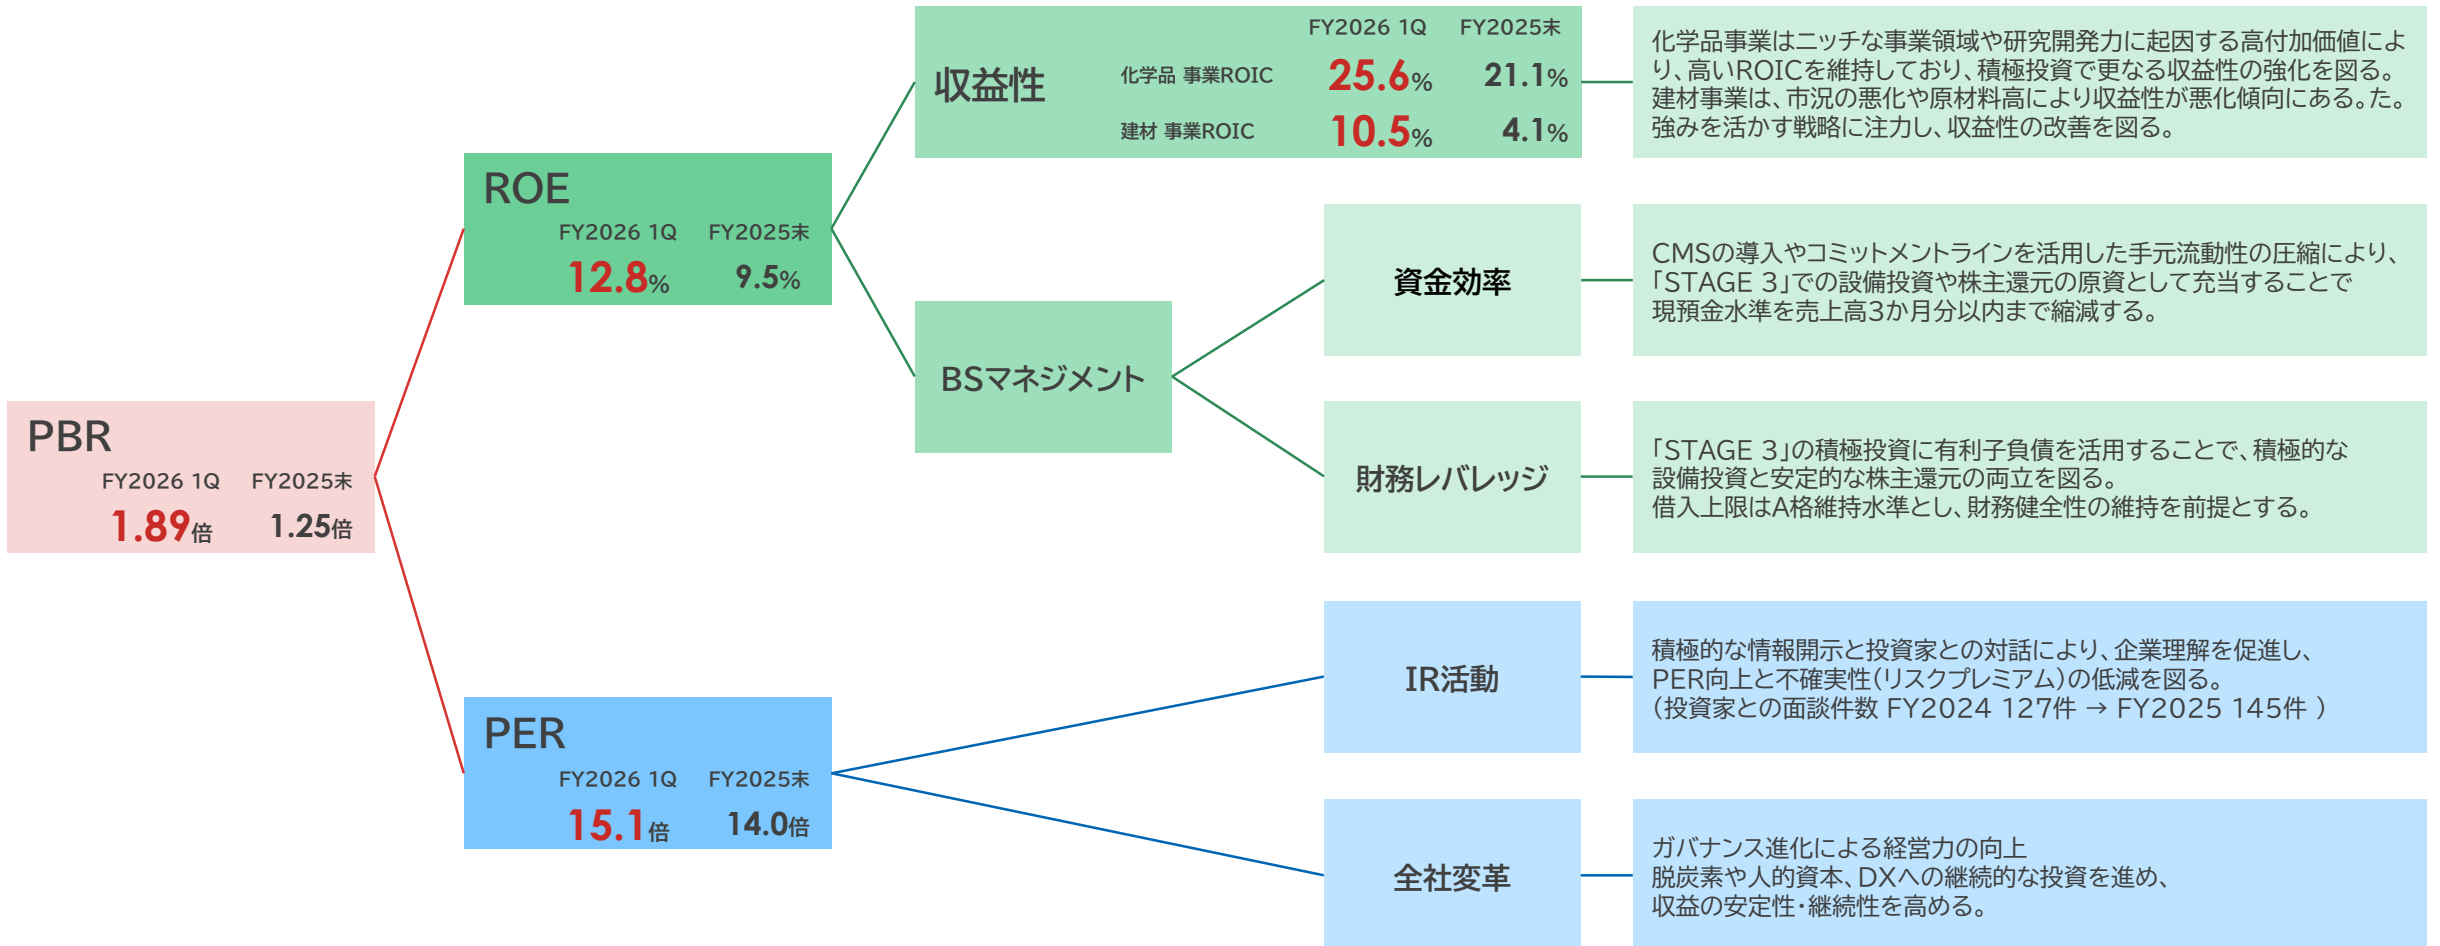 PBR
FY2026 1Q FY2025末
1.89倍 1.25倍
ROE
FY2026 1Q FY2025末
12.8% 9.5%
PER
FY2026 1Q FY2025末
15.1倍 14.0倍
収益性
FY2026 1Q FY2025末
化学品 事業ROIC 25.6% 21.1%
建材 事業ROIC 10.5% 4.1%
化学品事業はニッチな事業領域や研究開発力に起因する高付加価値によ
り、高いROICを維持しており、積極投資で更なる収益性の強化を図る。
建材事業は、市況の悪化や原材料高により収益性が悪化傾向にある。た。
強みを活かす戦略に注力し、収益性の改善を図る。
BSマネジメント
資金効率
CMSの導入やコミットメントラインを活用した手元流動性の圧縮により、
「STAGE 3」での設備投資や株主還元の原資として充当することで
現預金水準を売上高3か月分以内まで縮減する。
財務レバレッジ
「STAGE 3」の積極投資に有利子負債を活用することで、積極的な
設備投資と安定的な株主還元の両立を図る。
借入上限はA格維持水準とし、財務健全性の維持を前提とする。
IR活動
積極的な情報開示と投資家との対話により、企業理解を促進し、
PER向上と不確実性（リスクプレミアム）の低減を図る。
（投資家との面談件数 FY2024 127件 → FY2025 145件 ）
全社変革
ガバナンス進化による経営力の向上
脱炭素や人的資本、DXへの継続的な投資を進め、
収益の安定性・継続性を高める。